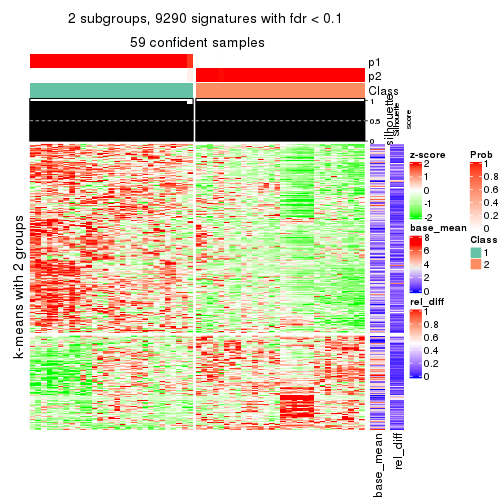 2 subgroups, 9290 signatures with fdr < 0.1
59 confident samples
p1
p2
Class
1
0.5
0
silhouette
Silhouette
score
k-means with 2 groups
base_mean
rel_diff
z-score
2
1
0
-1
-2
base_mean
8
6
4
2
0
rel_diff
1
0.8
0.6
0.4
0.2
0
Prob
1
0.8
0.6
0.4
0.2
0
Class
1
2